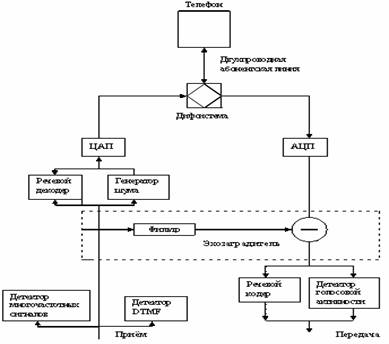 Телефон
Двухпроводная
абонентская линия
Дифсистема
ЦАП
АЦП
Речевой
декодер
Генератор
шума
Фильтр
Эхозаградитель
Речевой
кодер
Детектор
голосовой
активности
Детектор
многочастотных
сигналов
Детектор
DTMF
Приём
Передача